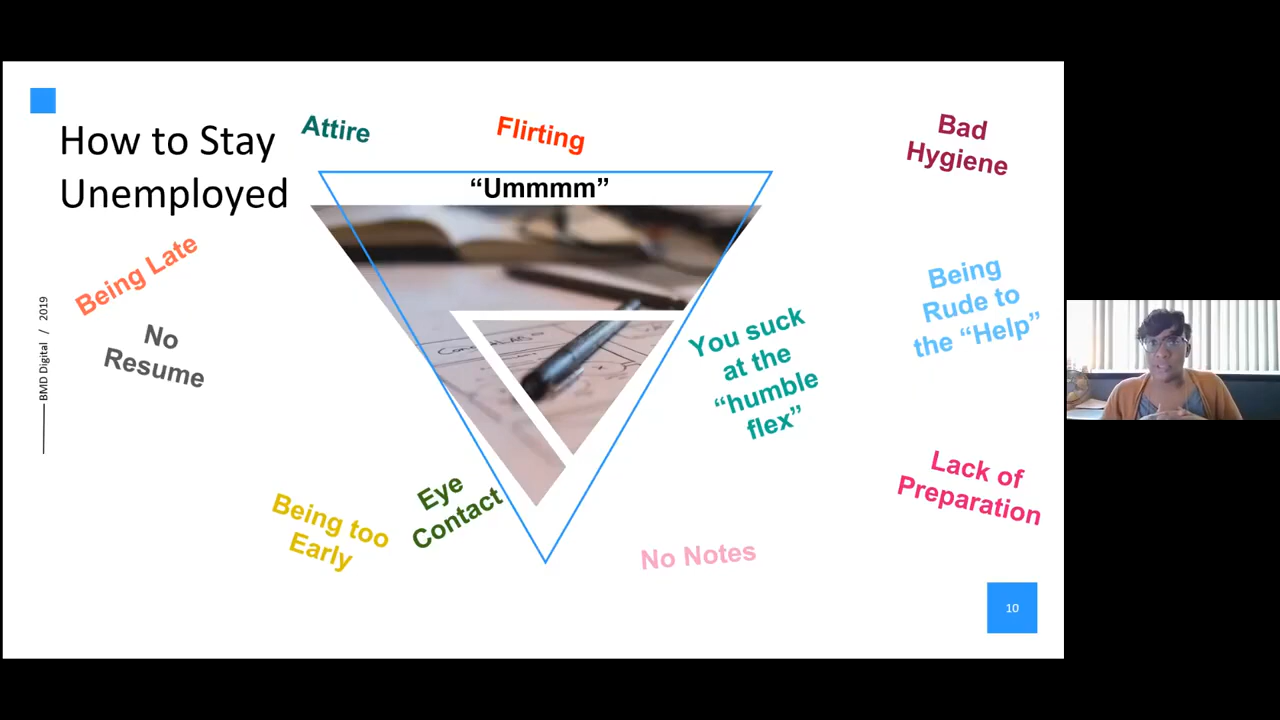 How to Stay
Unemployed
Attire
Flirting
Bad
Hygiene
“Ummmm”
Being Late
No
Resume
BMD Digital / 2019
Being
Rude to
the “Help”
You suck
at the
“humble
flex”
Eye
Contact
Being too
Early
No Notes
Lack of
Preparation
10